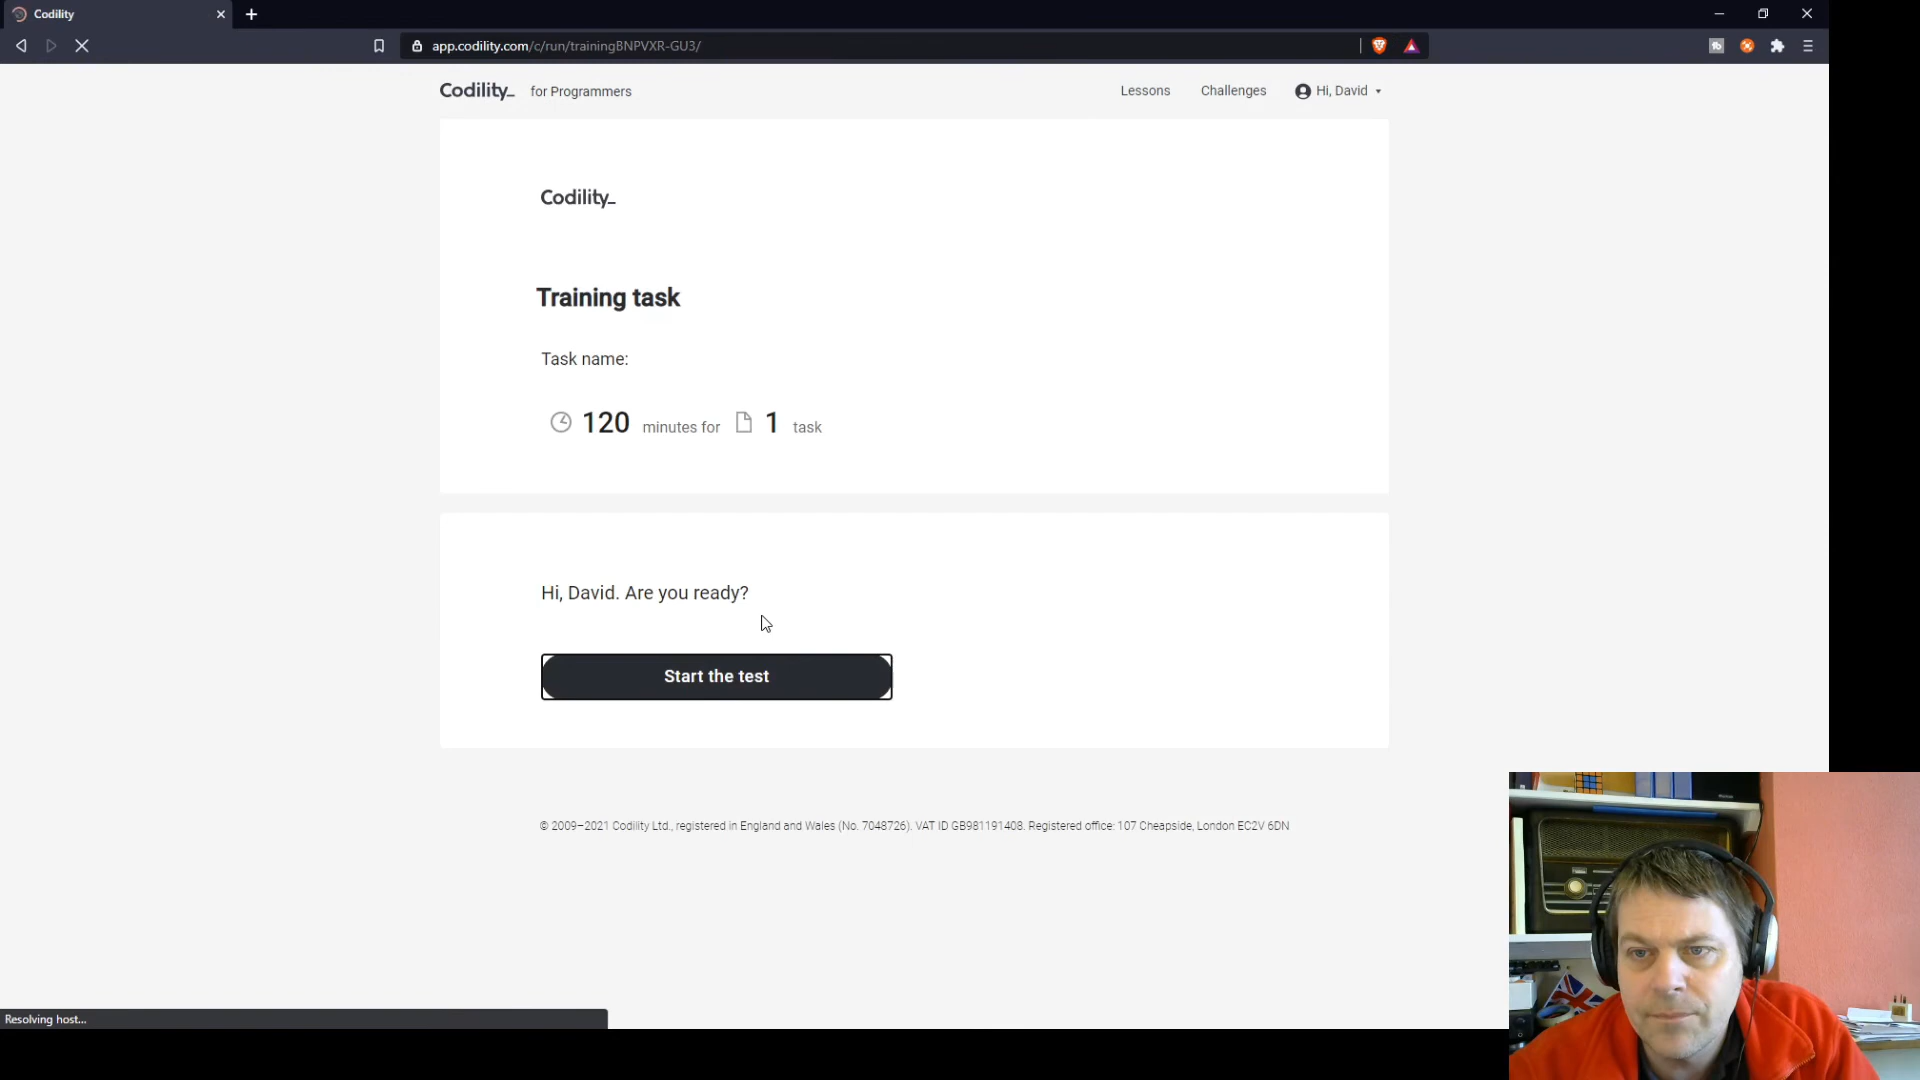 Codility
app.codility.com/c/run/trainingBNPVXR-GU3/
Codility_ for Programmers
Lessons
Challenges
Hi, David
Codility_
Training task
Task name:
120 minutes for 1 task
Hi, David. Are you ready?
Start the test
© 2009–2021 Codility Ltd., registered in England and Wales (No. 7048726). VAT ID GB981191408. Registered office: 107 Cheapside, London EC2V 6DN
Resolving host...